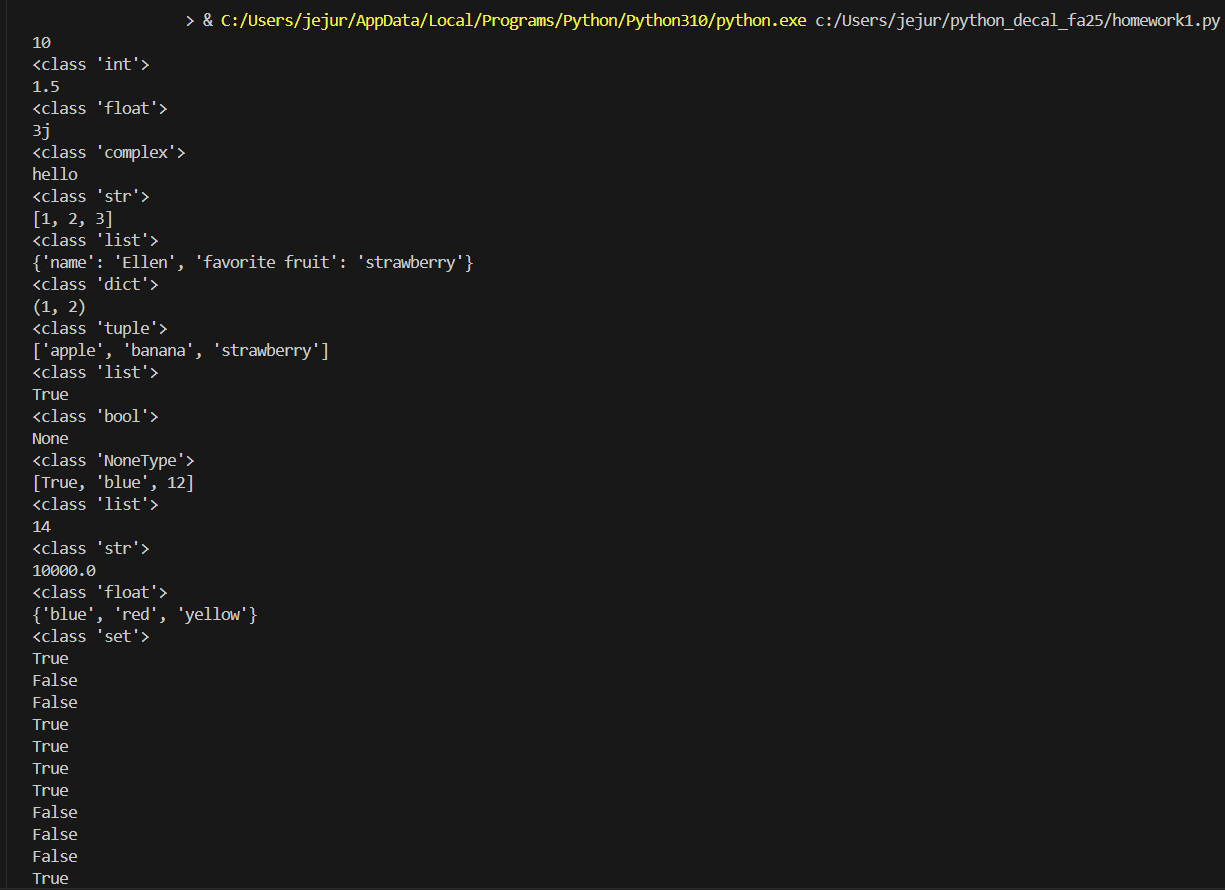 > & C:/Users/jejur/AppData/Local/Programs/Python/Python310/python.exe c:/Users/jejur/python_decal_fa25/homework1.py
10
<class 'int'>
1.5
<class 'float'>
3j
<class 'complex'>
hello
<class 'str'>
[1, 2, 3]
<class 'list'>
{'name': 'Ellen', 'favorite fruit': 'strawberry'}
<class 'dict'>
(1, 2)
<class 'tuple'>
['apple', 'banana', 'strawberry']
<class 'list'>
True
<class 'bool'>
None
<class 'NoneType'>
[True, 'blue', 12]
<class 'list'>
14
<class 'str'>
10000.0
<class 'float'>
{'blue', 'red', 'yellow'}
<class 'set'>
True
False
False
True
True
True
True
False
False
False
True